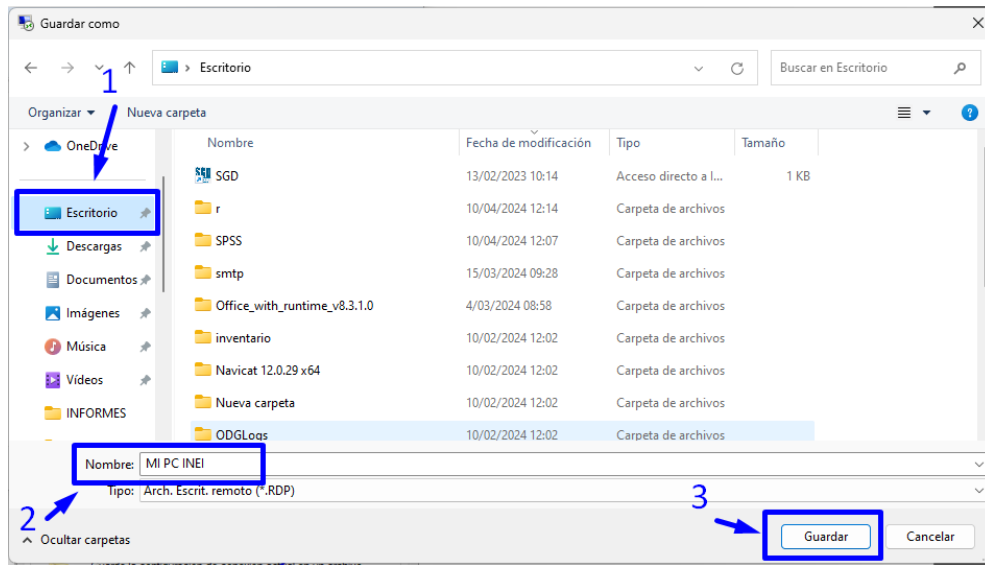 Guardar como
Escritorio
Buscar en Escritorio
1
Organizar
Nueva carpeta
OneDrive
Nombre Fecha de modificación Tipo Tamaño
SGD 13/02/2023 10:14 Acceso directo a l... 1 KB
Escritorio r 10/04/2024 12:14 Carpeta de archivos
Descargas SPSS 10/04/2024 12:07 Carpeta de archivos
Documentos smtp 15/03/2024 09:28 Carpeta de archivos
Imágenes Office_with_runtime_v8.3.1.0 4/03/2024 08:58 Carpeta de archivos
Música inventario 10/02/2024 12:02 Carpeta de archivos
Vídeos Navicat 12.0.29 x64 10/02/2024 12:02 Carpeta de archivos
INFORMES Nueva carpeta 10/02/2024 12:02 Carpeta de archivos
ODGLogs 10/02/2024 12:02 Carpeta de archivos
Nombre: MI PC INEI
Tipo: Arch. Escrit. remoto (*.RDP)
2
3
Ocultar carpetas
Guardar
Cancelar